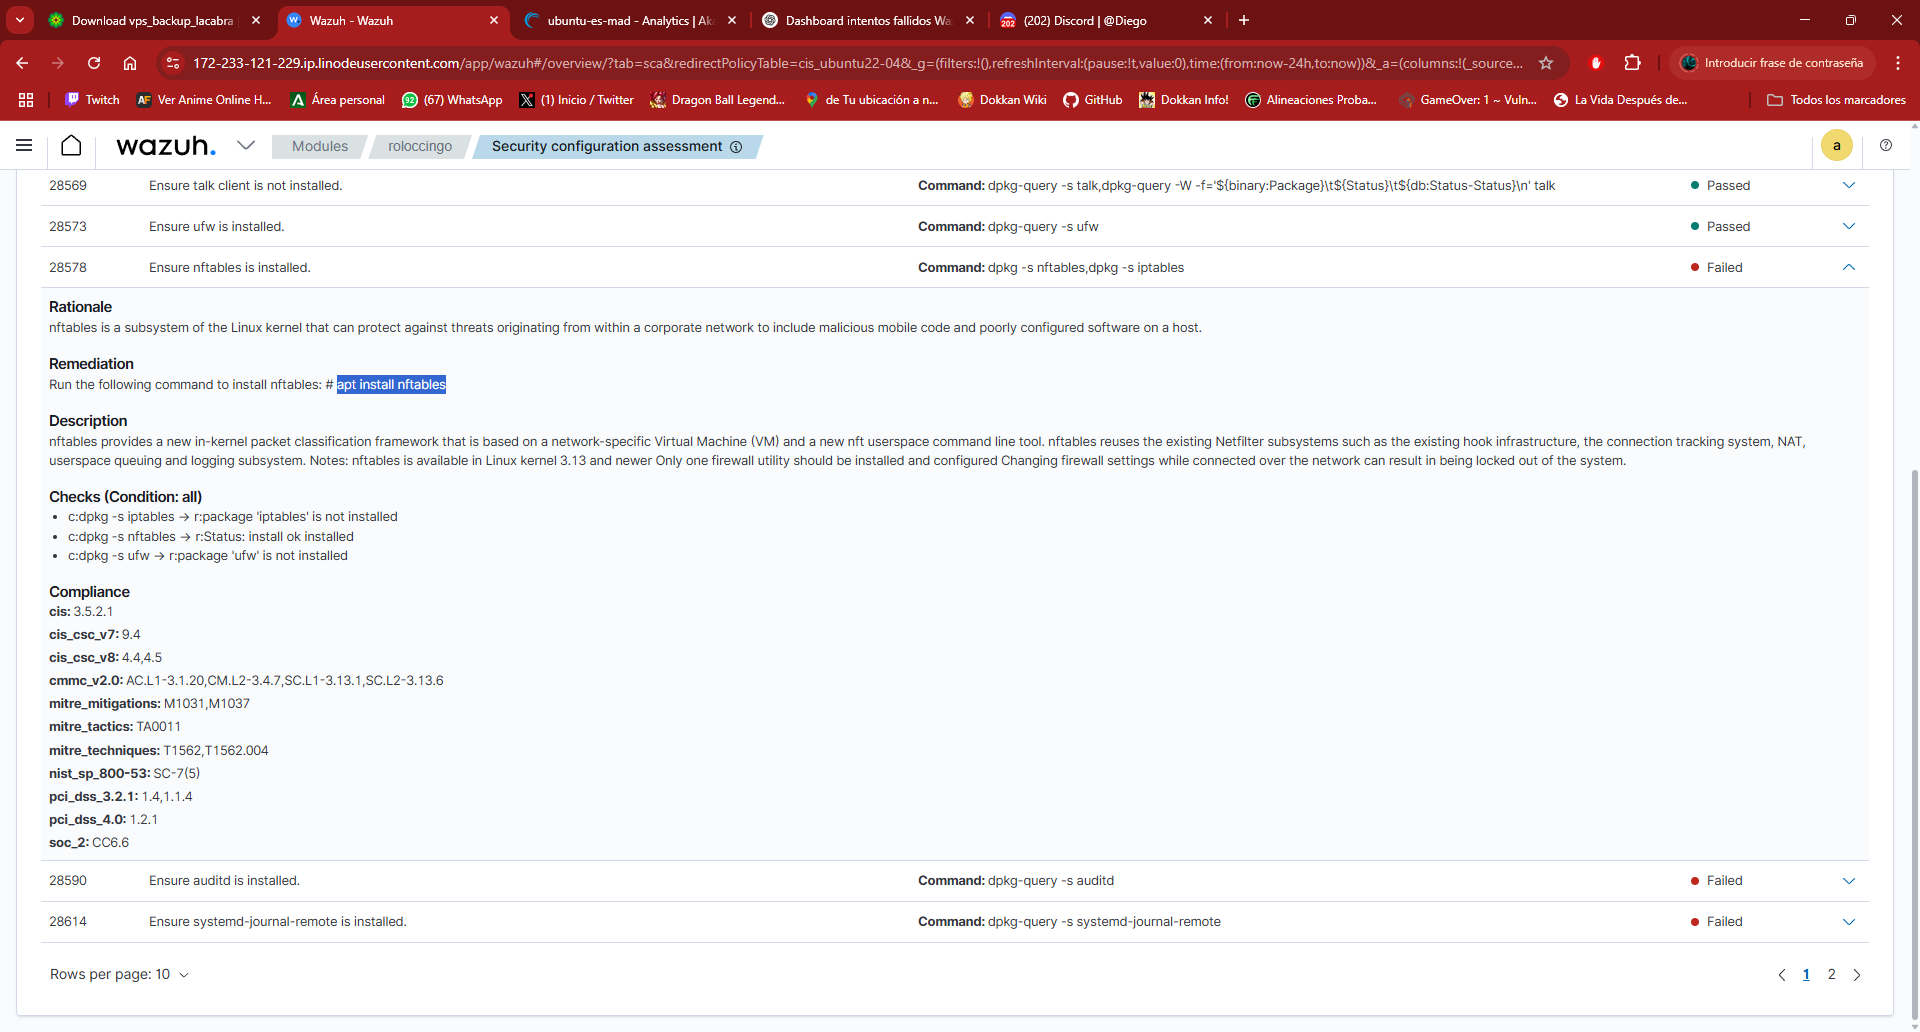 Download vps_backup_lacabra
Wazuh - Wazuh
ubuntu-es-mad - Analytics | Ak
Dashboard intentos fallidos Wa
(202) Discord | @Diego
172-233-121-229.ip.linodeusercontent.com/app/wazuh#/overview/?tab=sca&redirectPolicyTable=cis_ubuntu22-04&_g=(filters:!(),refreshInterval:(pause:!t,value:0),time:(from:now-24h,to:now))&_a=(columns:!(_source...
Introducir frase de contraseña
Twitch
Ver Anime Online H...
Área personal
(67) WhatsApp
(1) Inicio / Twitter
Dragon Ball Legend...
de Tu ubicación a n...
Dokkan Wiki
GitHub
Dokkan Info!
Alineaciones Proba...
GameOver: 1 ~ Vuln...
La Vida Después de...
Todos los marcadores
wazuh.
Modules
roloccingo
Security configuration assessment
a
28569 Ensure talk client is not installed. Command: dpkg-query -s talk,dpkg-query -W -f='${binary:Package}\t${Status}\t${db:Status-Status}\n' talk Passed
28573 Ensure ufw is installed. Command: dpkg-query -s ufw Passed
28578 Ensure nftables is installed. Command: dpkg -s nftables,dpkg -s iptables Failed
Rationale
nftables is a subsystem of the Linux kernel that can protect against threats originating from within a corporate network to include malicious mobile code and poorly configured software on a host.
Remediation
Run the following command to install nftables: # apt install nftables
Description
nftables provides a new in-kernel packet classification framework that is based on a network-specific Virtual Machine (VM) and a new nft userspace command line tool. nftables reuses the existing Netfilter subsystems such as the existing hook infrastructure, the connection tracking system, NAT,
userspace queuing and logging subsystem. Notes: nftables is available in Linux kernel 3.13 and newer Only one firewall utility should be installed and configured Changing firewall settings while connected over the network can result in being locked out of the system.
Checks (Condition: all)
• c:dpkg -s iptables → r:package 'iptables' is not installed
• c:dpkg -s nftables → r:Status: install ok installed
• c:dpkg -s ufw → r:package 'ufw' is not installed
Compliance
cis: 3.5.2.1
cis_csc_v7: 9.4
cis_csc_v8: 4.4,4.5
cmmc_v2.0: AC.L1-3.1.20,CM.L2-3.4.7,SC.L1-3.13.1,SC.L2-3.13.6
mitre_mitigations: M1031,M1037
mitre_tactics: TA0011
mitre_techniques: T1562,T1562.004
nist_sp_800-53: SC-7(5)
pci_dss_3.2.1: 1.4,1.1.4
pci_dss_4.0: 1.2.1
soc_2: CC6.6
28590 Ensure auditd is installed. Command: dpkg-query -s auditd Failed
28614 Ensure systemd-journal-remote is installed. Command: dpkg-query -s systemd-journal-remote Failed
Rows per page: 10
1 2